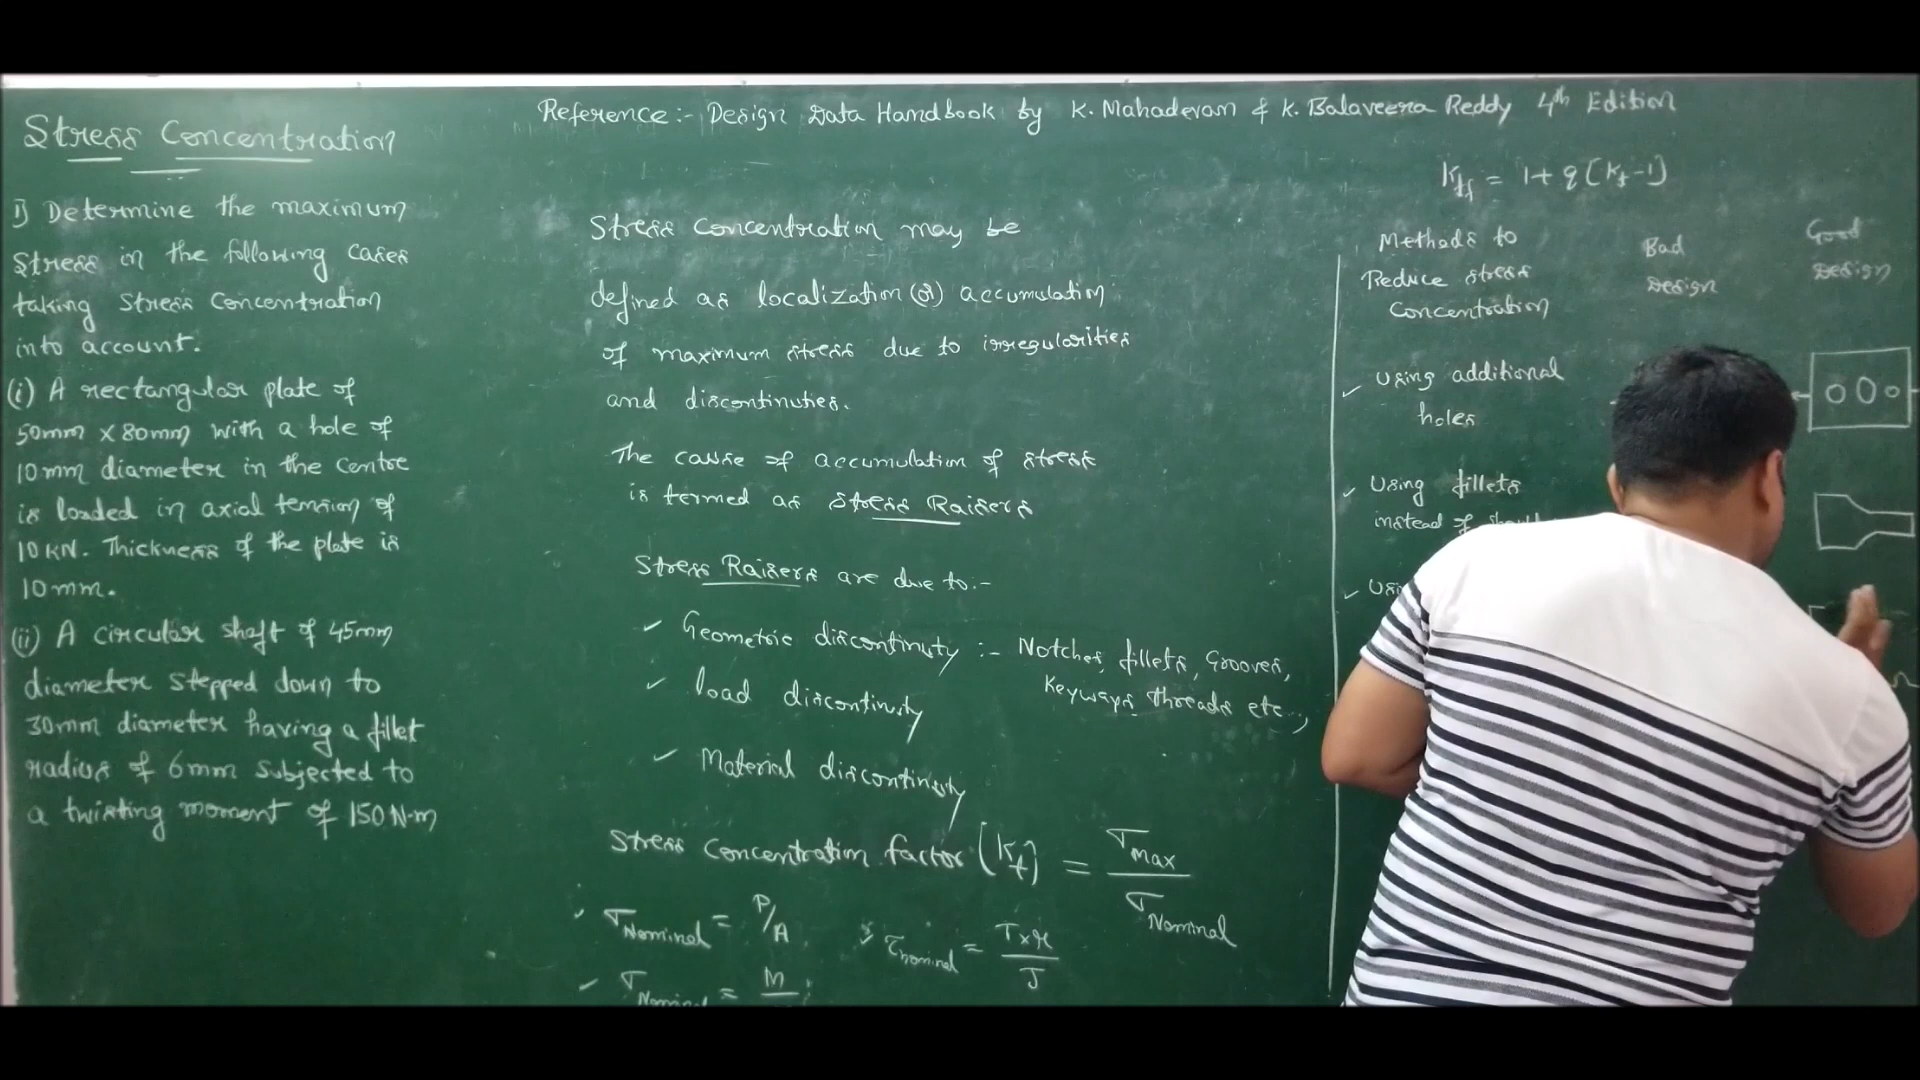 Stress Concentration
1) Determine the maximum
stress in the following cases
taking stress concentration
into account.
(i) A rectangular plate of
50mm x 80mm with a hole of
10mm diameter in the centre
is loaded in axial tension of
10KN. Thickness of the plate is
10mm.
(ii) A circular shaft of 45mm
diameter stepped down to
30mm diameter having a fillet
radius of 6mm subjected to
a twisting moment of 150N-m
Reference:- Design Data Handbook by K. Mahadevan & K. Balaveera Reddy 4th Edition
Stress Concentration may be
defined as localization (or) accumulation
of maximum stress due to irregularities
and discontinuties.
The cause of accumulation of stress
is termed as Stress Raisers
Stress Raisers are due to:-
✓ Geometric discontinuty :- Notches, fillets, Grooves,
Keyways threads etc..,
✓ load discontinuty
✓ Material discontinuty
Stress Concentration factor (Kt) = σMax / σNominal
σNominal = P/A
✓ τnominal = T×r / J
✓ σNominal = M
Ktf = 1+q(Kt-1)
Methods to
Reduce stress
Concentration
Bad
Design
Good
Design
✓ Using additional
holes
✓ Using fillets
instead of
✓